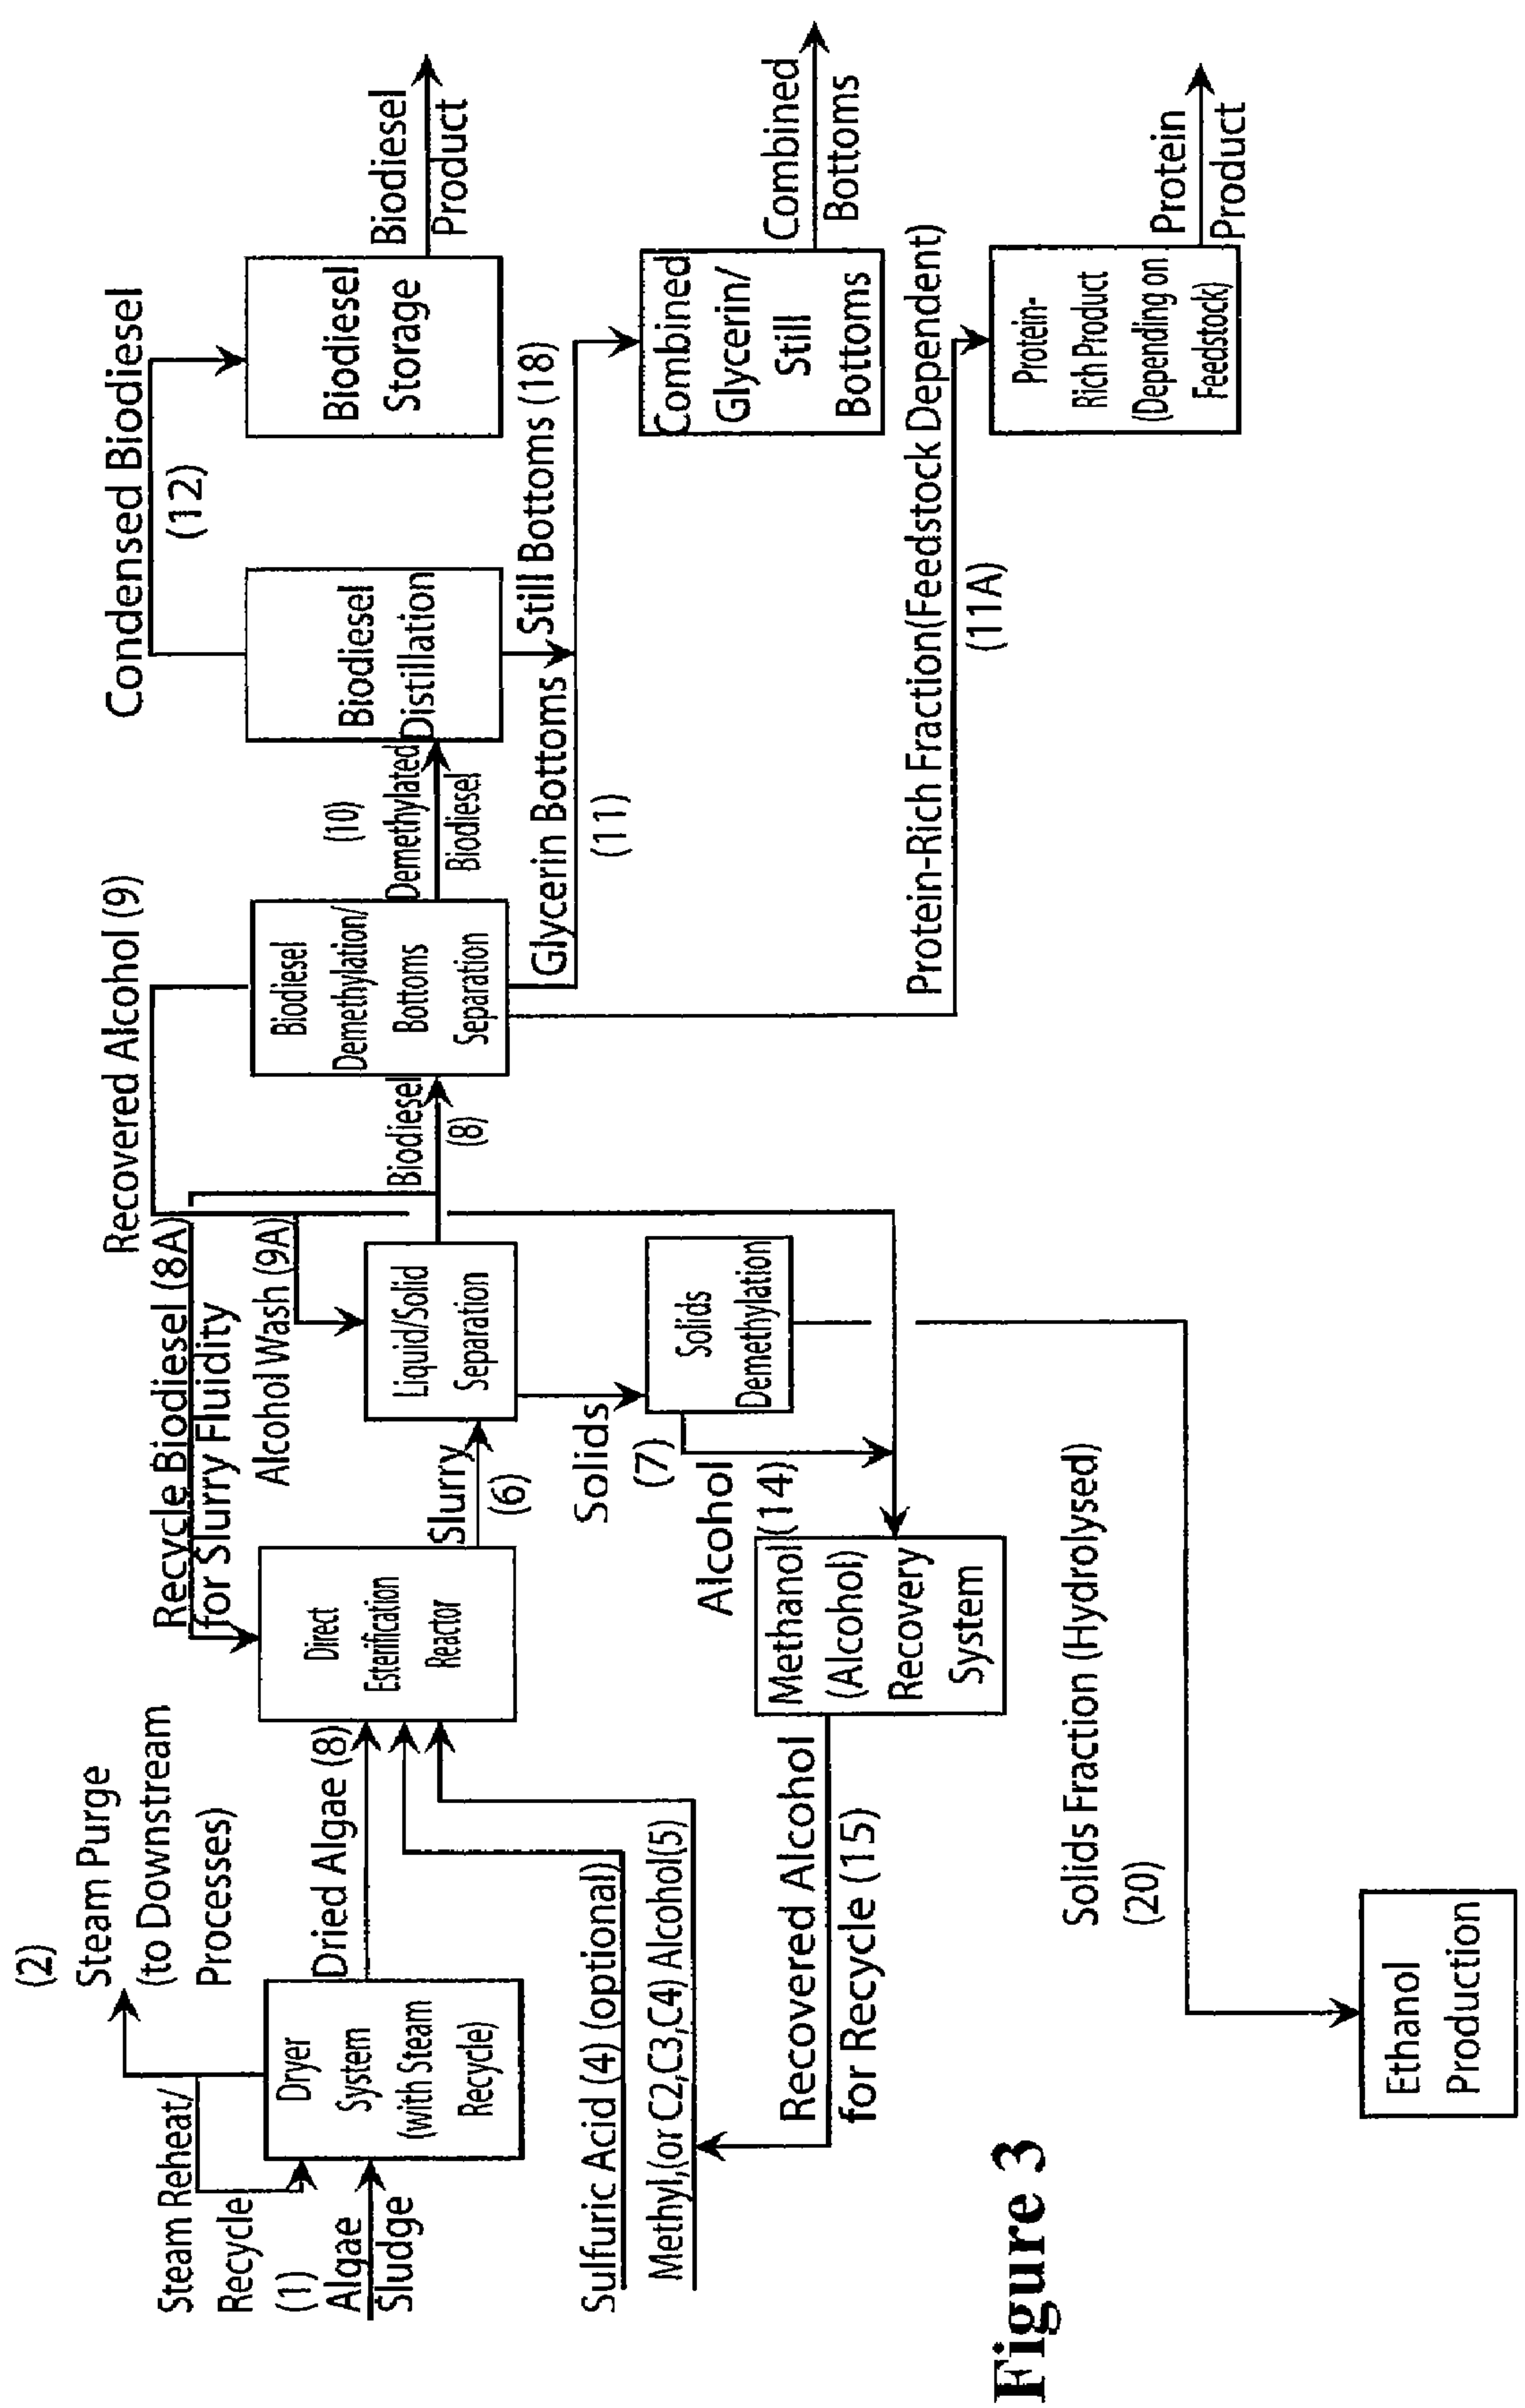 (2)
Steam Purge
(to Downstream
Processes)
Steam Reheat/
Recycle
(1)
Algae
Sludge
Dryer
System
(with Steam
Recycle)
Dried Algae (8)
Sulfuric Acid (4) (optional)
Methyl,(or C2,C3,C4) Alcohol(5)
Recycle Biodiesel (8A)
for Slurry Fluidity
Direct
Esterification
Reactor
Slurry
(6)
Alcohol Wash (9A)
Liquid/Solid
Separation
Solids
(7)
Solids
Demethylation
Alcohol
(14)
Methanol
(Alcohol)
Recovery
System
Recovered Alcohol
for Recycle (15)
Recovered Alcohol (9)
Biodiesel
(8)
Biodiesel
Demethylation/
Bottoms
Separation
(10)
Demethylated
Biodiesel
Glycerin Bottoms
(11)
Biodiesel
Distillation
Still Bottoms (18)
Condensed Biodiesel
(12)
Biodiesel
Storage
Biodiesel
Product
Combined
Glycerin/
Still
Bottoms
Combined
Bottoms
Protein-Rich Fraction(Feedstock Dependent)
(11A)
Protein-
Rich Product
(Depending on
Feedstock)
Protein
Product
Solids Fraction (Hydrolysed)
(20)
Ethanol
Production
Figure 3